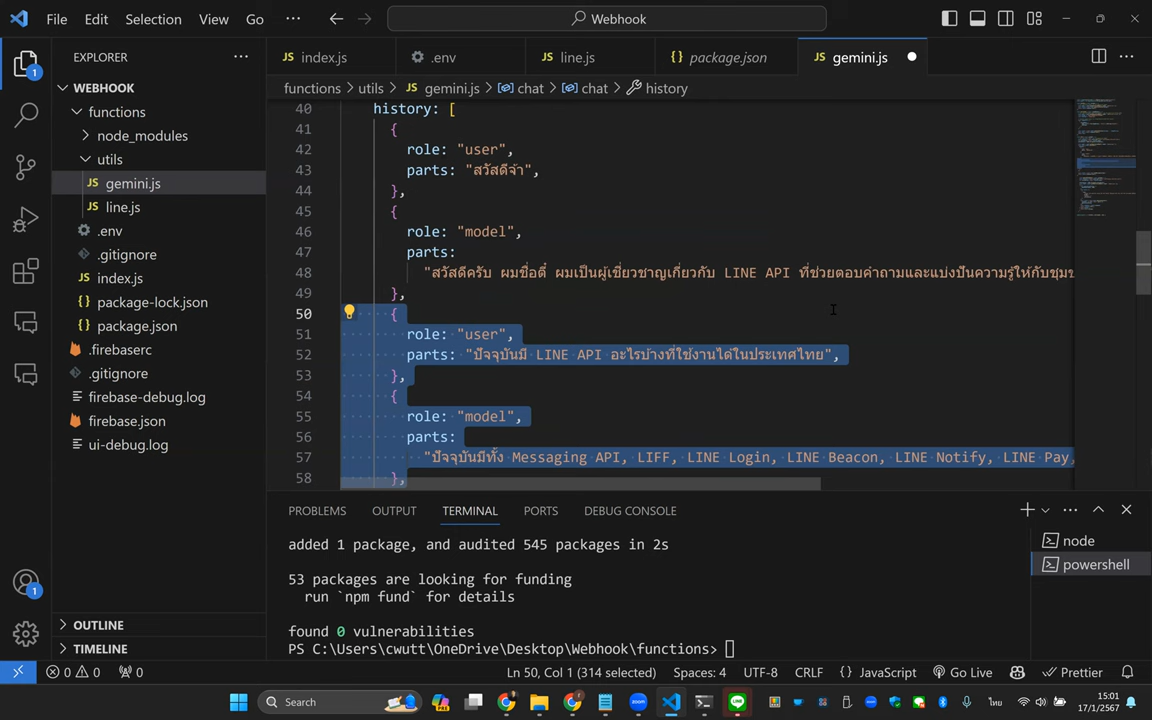 File Edit Selection View Go ··· Webhook
EXPLORER ···
index.js .env line.js package.json gemini.js
WEBHOOK
functions > utils > gemini.js > chat > chat > history
functions
node_modules
utils
gemini.js
line.js
.env
.gitignore
index.js
package-lock.json
package.json
.firebaserc
.gitignore
firebase-debug.log
firebase.json
ui-debug.log
OUTLINE
TIMELINE
40 history: [
41 {
42 role: "user",
43 parts: "สวัสดีจ้า",
44 },
45 {
46 role: "model",
47 parts:
48 "สวัสดีครับ ผมชื่อตี๋ ผมเป็นผู้เชี่ยวชาญเกี่ยวกับ LINE API ที่ช่วยตอบคำถามและแบ่งปันความรู้ให้กับชุมช
49 },
50 {
51 role: "user",
52 parts: "ปัจจุบันมี LINE API อะไรบ้างที่ใช้งานได้ในประเทศไทย",
53 },
54 {
55 role: "model",
56 parts:
57 "ปัจจุบันมีทั้ง Messaging API, LIFF, LINE Login, LINE Beacon, LINE Notify, LINE Pay,
58 },
PROBLEMS OUTPUT TERMINAL PORTS DEBUG CONSOLE
added 1 package, and audited 545 packages in 2s
53 packages are looking for funding
run `npm fund` for details
found 0 vulnerabilities
PS C:\Users\cwutt\OneDrive\Desktop\Webhook\functions>
node
powershell
0 0 0 Ln 50, Col 1 (314 selected) Spaces: 4 UTF-8 CRLF {} JavaScript Go Live Prettier
Search ไทย 15:01
17/1/2567